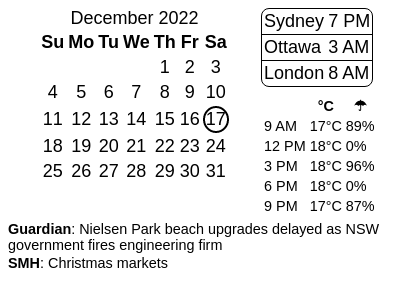 December 2022
Su Mo Tu We Th Fr Sa
1 2 3
4 5 6 7 8 9 10
11 12 13 14 15 16 17
18 19 20 21 22 23 24
25 26 27 28 29 30 31
Sydney 7 PM
Ottawa 3 AM
London 8 AM
°C ☂
9 AM 17°C 89%
12 PM 18°C 0%
3 PM 18°C 96%
6 PM 18°C 0%
9 PM 17°C 87%
Guardian: Nielsen Park beach upgrades delayed as NSW
government fires engineering firm
SMH: Christmas markets